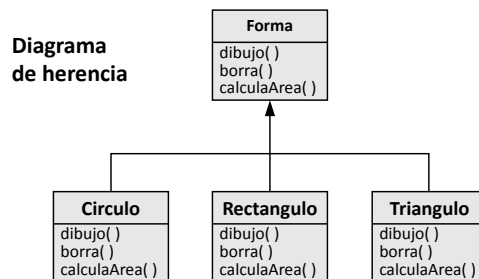 Diagrama
de herencia
Forma
dibujo( )
borra( )
calculaArea( )
Circulo
dibujo( )
borra( )
calculaArea( )
Rectangulo
dibujo( )
borra( )
calculaArea( )
Triangulo
dibujo( )
borra( )
calculaArea( )